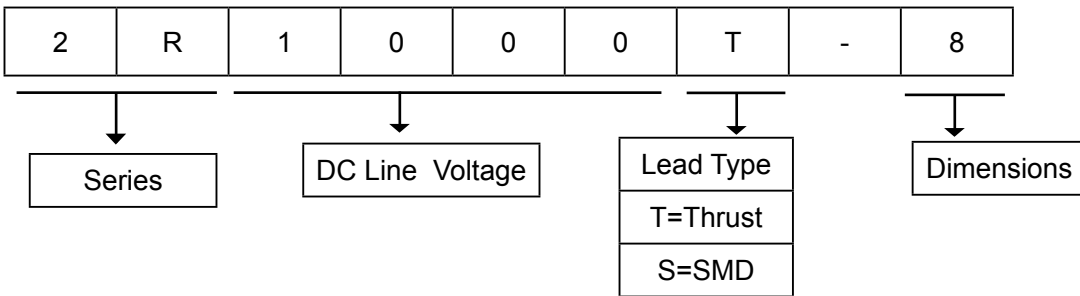 2 R 1 0 0 0 T - 8
Series
DC Line Voltage
Lead Type
T=Thrust
S=SMD
Dimensions